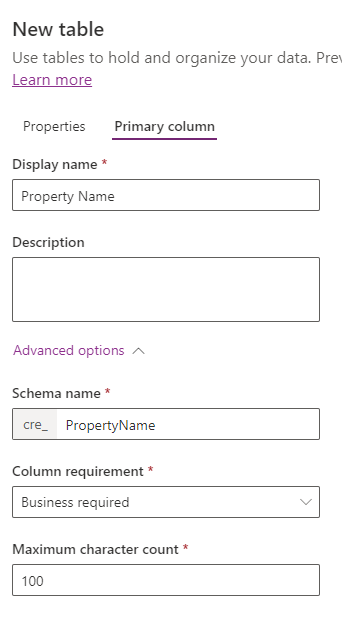 New table
Use tables to hold and organize your data. Prev
Learn more
Properties
Primary column
Display name *
Property Name
Description
Advanced options
Schema name *
cre_ PropertyName
Column requirement *
Business required
Maximum character count *
100